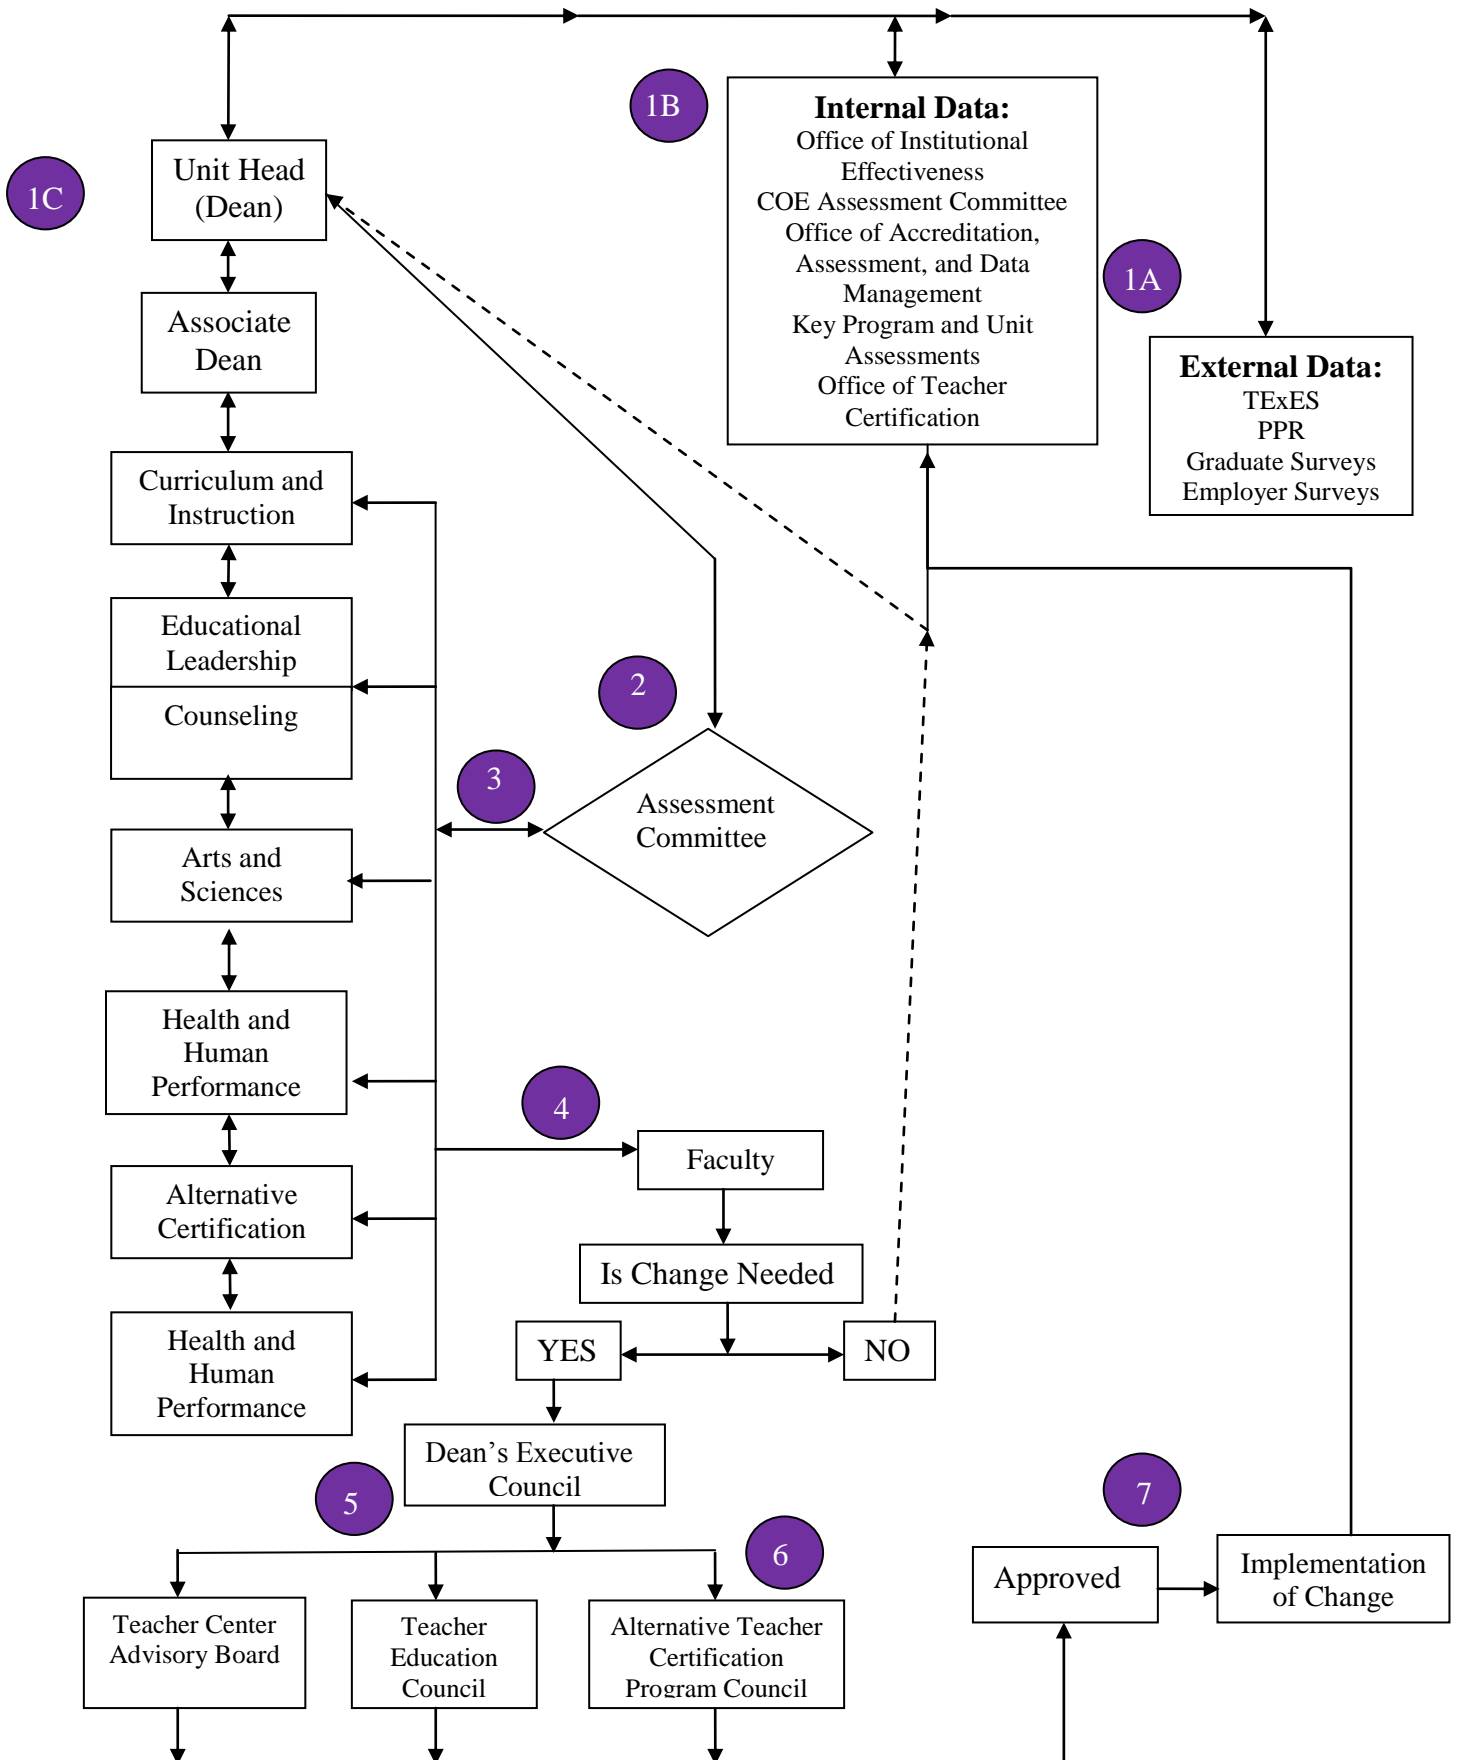 1B
Internal Data:
Office of Institutional
Effectiveness
COE Assessment Committee
Office of Accreditation,
Assessment, and Data
Management
Key Program and Unit
Assessments
Office of Teacher
Certification
1C
Unit Head
(Dean)
1A
Associate
Dean
External Data:
TExES
PPR
Graduate Surveys
Employer Surveys
Curriculum and
Instruction
Educational
Leadership
Counseling
2
3
Assessment
Committee
Arts and
Sciences
Health and
Human
Performance
4
Faculty
Alternative
Certification
Is Change Needed
YES
NO
Health and
Human
Performance
Dean’s Executive
Council
5
6
7
Approved
Implementation
of Change
Teacher Center
Advisory Board
Teacher
Education
Council
Alternative Teacher
Certification
Program Council